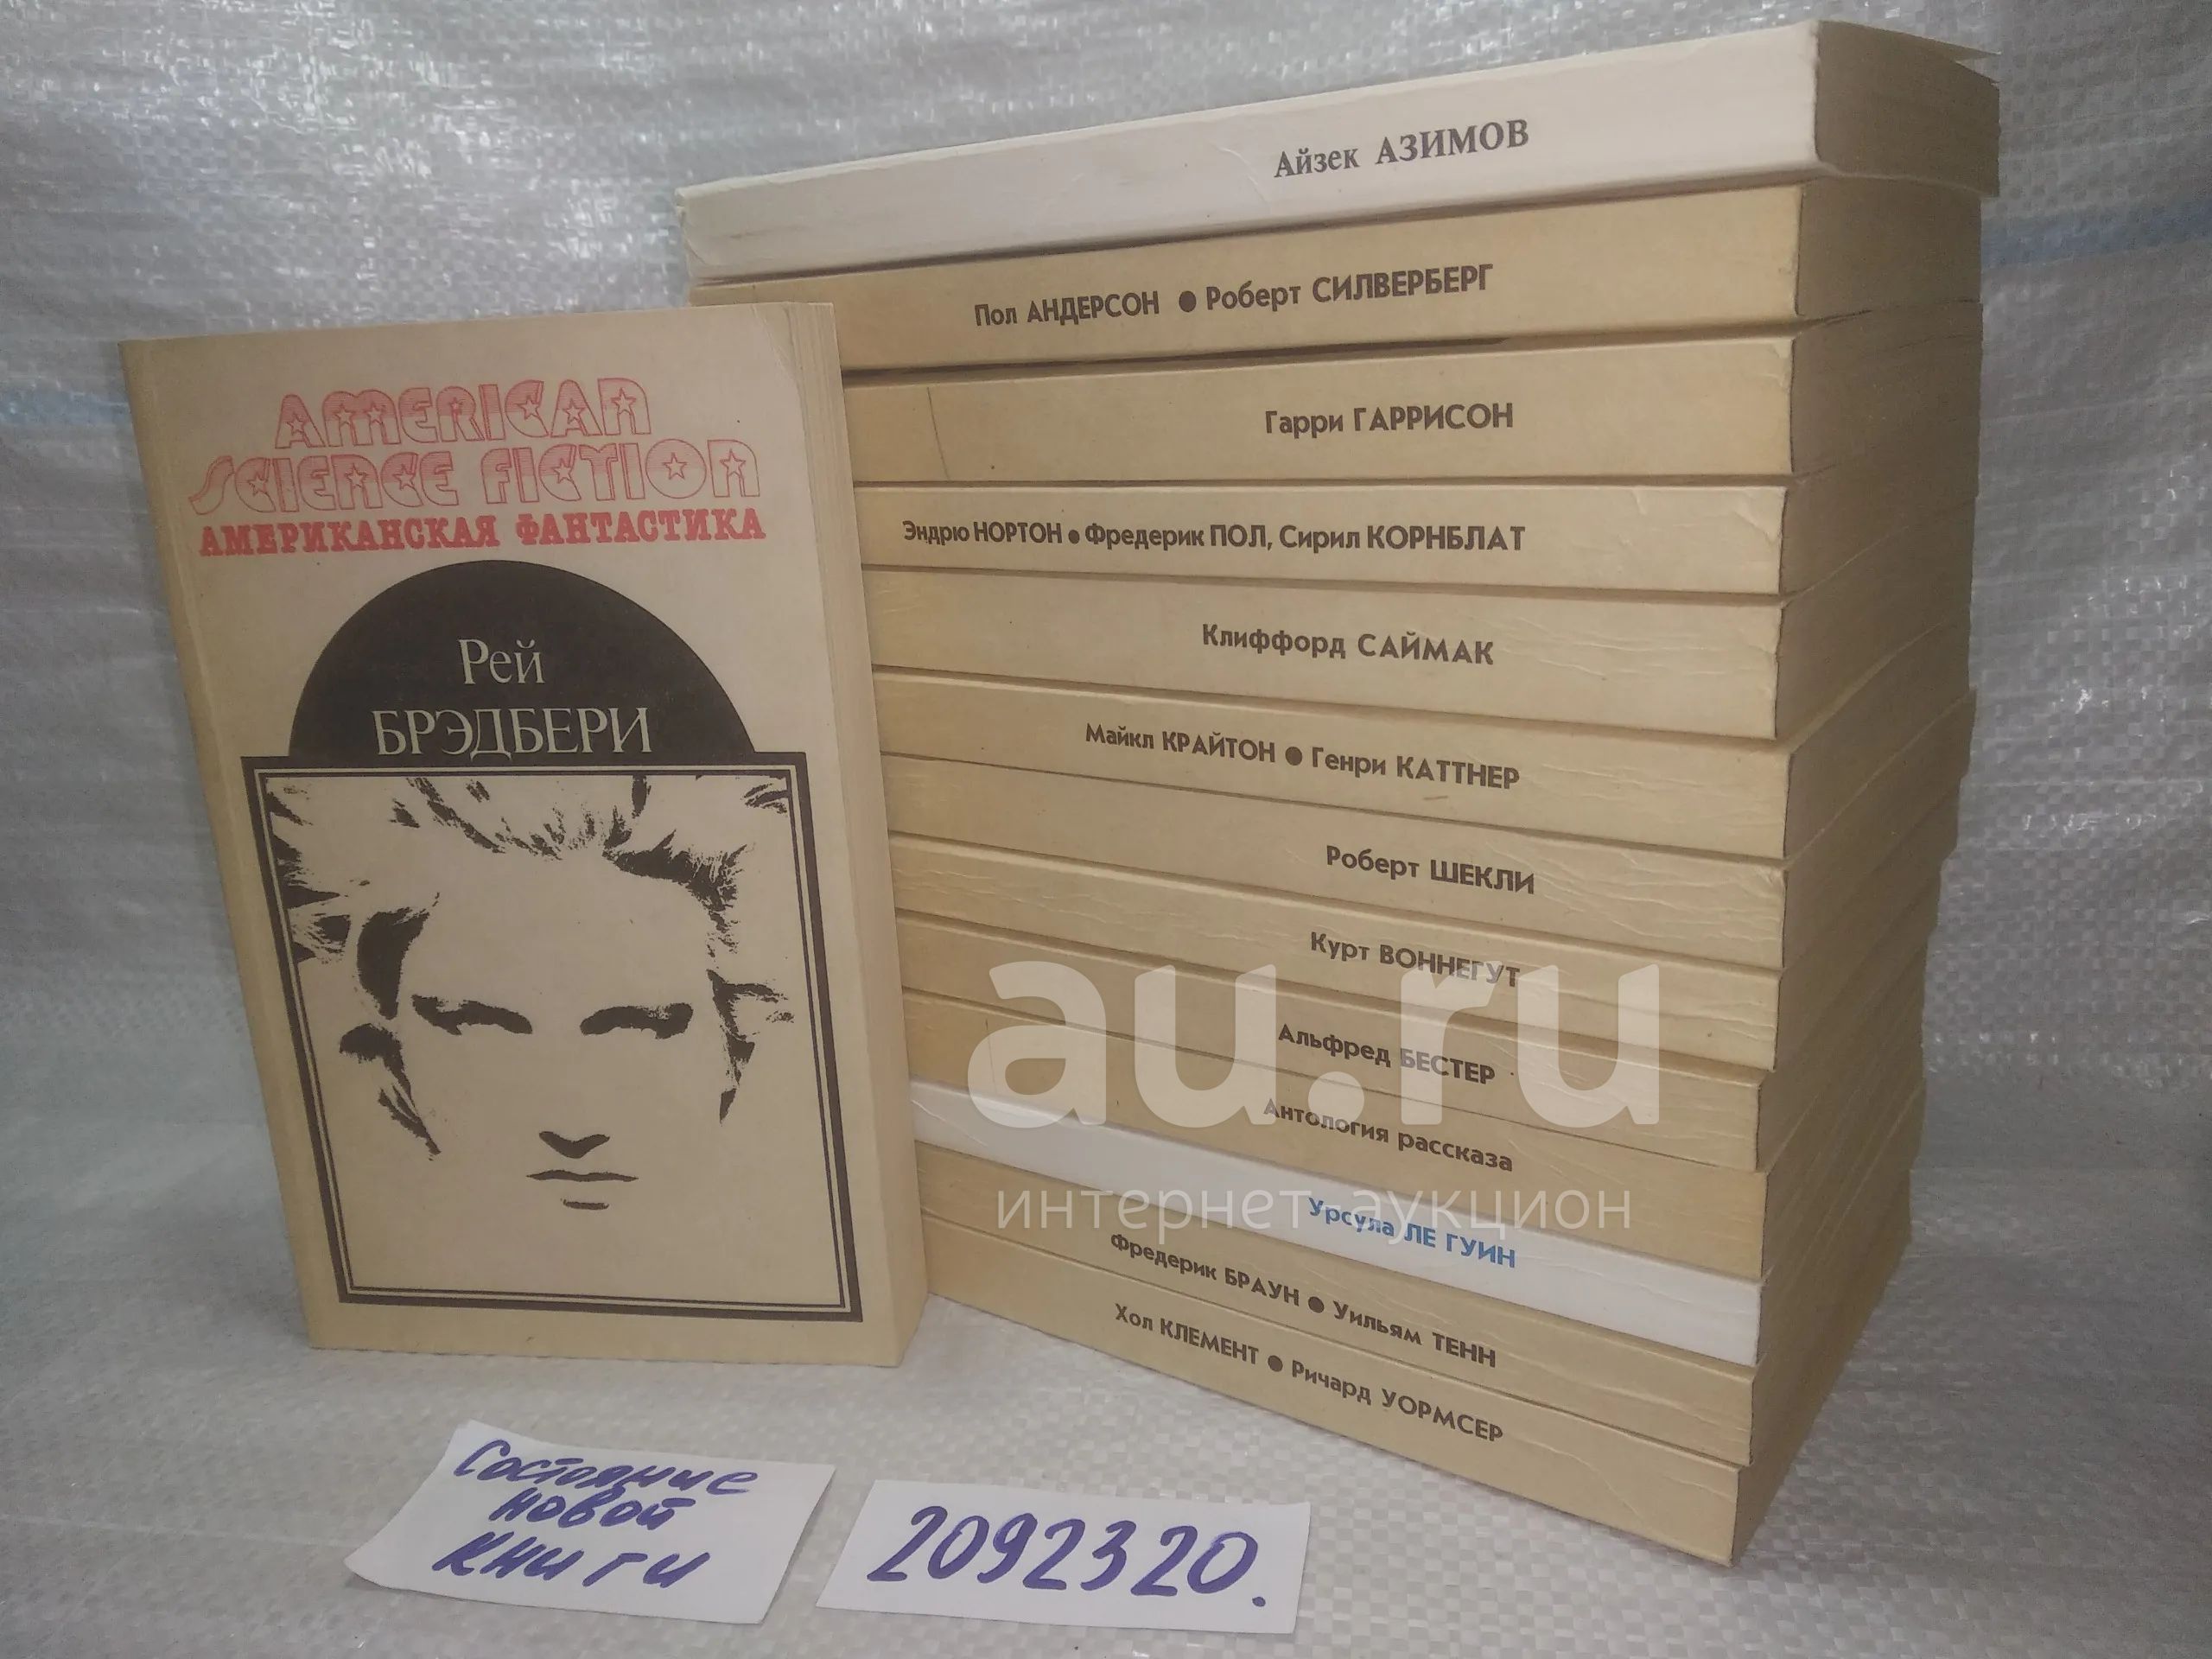 AMERICAN
SCIENCE FICTION
АМЕРИКАНСКАЯ ФАНТАСТИКА
Рей
БРЭДБЕРИ
Айзек АЗИМОВ
Пол АНДЕРСОН ● Роберт СИЛВЕРБЕРГ
Гарри ГАРРИСОН
Эндрю НОРТОН ● Фредерик ПОЛ, Сирил КОРНБЛАТ
Клиффорд САЙМАК
Майкл КРАЙТОН ● Генри КАТТНЕР
Роберт ШЕКЛИ
Курт ВОННЕГУТ
Альфред БЕСТЕР
Антология рассказа
Урсула ЛЕ ГУИН
Фредерик БРАУН ● Уильям ТЕНН
Хол КЛЕМЕНТ ● Ричард УОРМСЕР
au.ru
интернет-аукцион
Состояние
новой
книги
2092320.